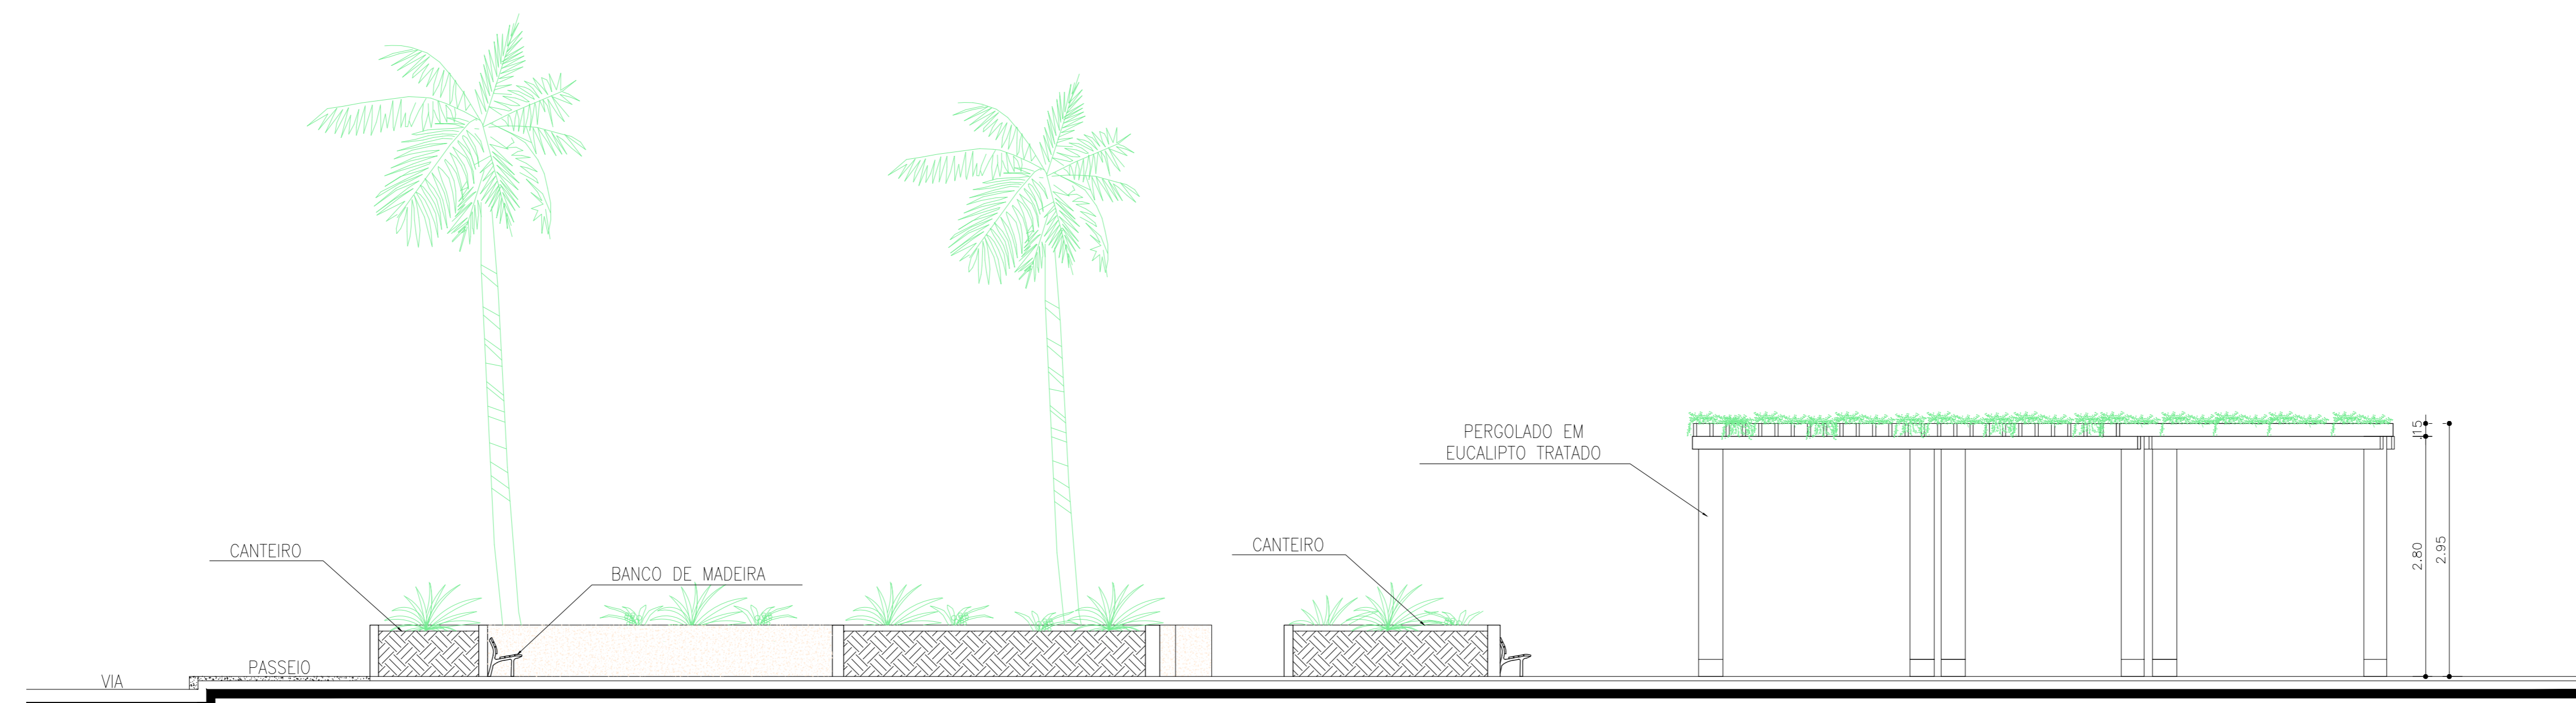 PERGOLADO EM
EUCALIPTO TRATADO
.15
CANTEIRO
CANTEIRO
BANCO DE MADEIRA
2.80
2.95
PASSEIO
VIA